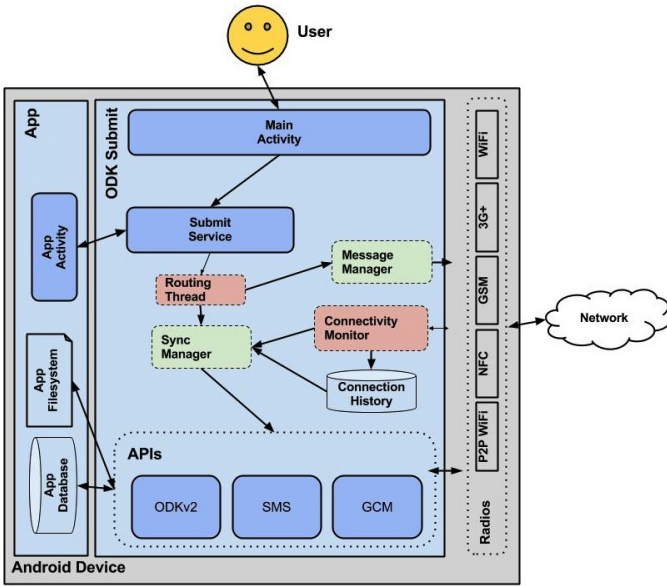 User
App
ODK Submit
Main
Activity
WiFi
3G+
GSM
NFC
P2P WiFi
Radios
App
Activity
Submit
Service
Message
Manager
Routing
Thread
Connectivity
Monitor
Sync
Manager
Network
App
Filesystem
Connection
History
App
Database
APIs
ODKv2
SMS
GCM
Android Device